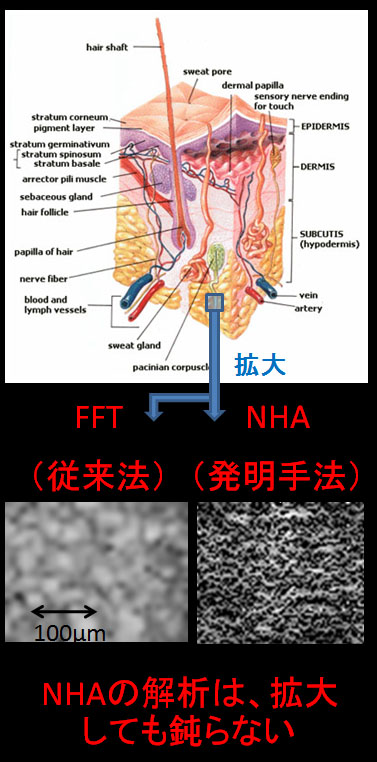 hair shaft
sweat pore
dermal papilla
sensory nerve ending
for touch
stratum corneum
pigment layer
EPIDERMIS
stratum germinativum
stratum spinosum
stratum basale
DERMIS
arrector pili muscle
sebaceous gland
hair follicle
SUBCUTIS
(hypodermis)
papilla of hair
nerve fiber
blood and
lymph vessels
vein
artery
sweat gland
pacinian corpuscl
拡大
FFT
NHA
（従来法）
（発明手法）
100μm
NHAの解析は、拡大
しても鈍らない